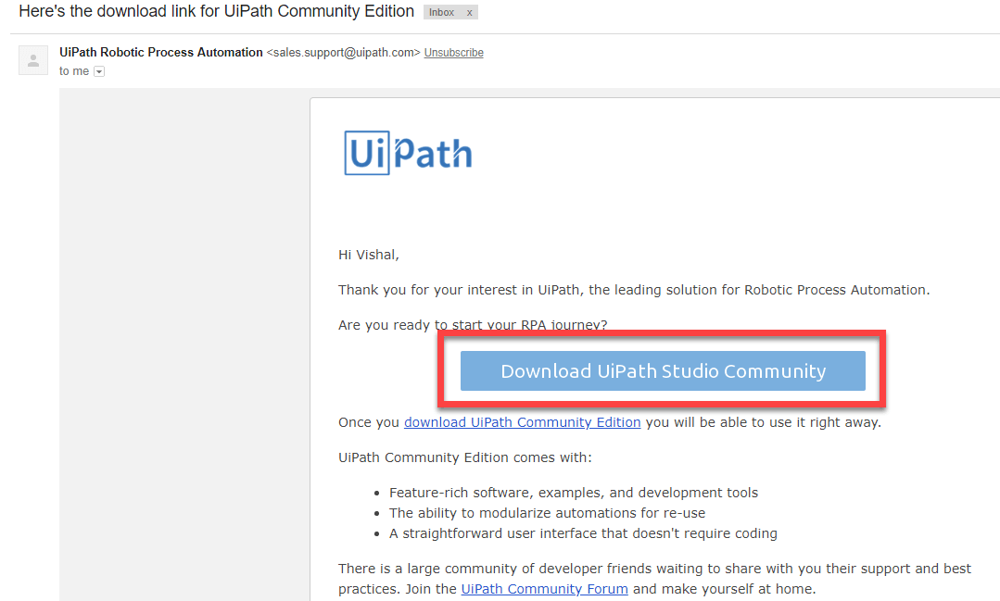 Here's the download link for UiPath Community Edition Inbox x
UiPath Robotic Process Automation <sales.support@uipath.com> Unsubscribe
to me
UiPath
Hi Vishal,
Thank you for your interest in UiPath, the leading solution for Robotic Process Automation.
Are you ready to start your RPA journey?
Download UiPath Studio Community
Once you download UiPath Community Edition you will be able to use it right away.
UiPath Community Edition comes with:
• Feature-rich software, examples, and development tools
• The ability to modularize automations for re-use
• A straightforward user interface that doesn't require coding
There is a large community of developer friends waiting to share with you their support and best
practices. Join the UiPath Community Forum and make yourself at home.